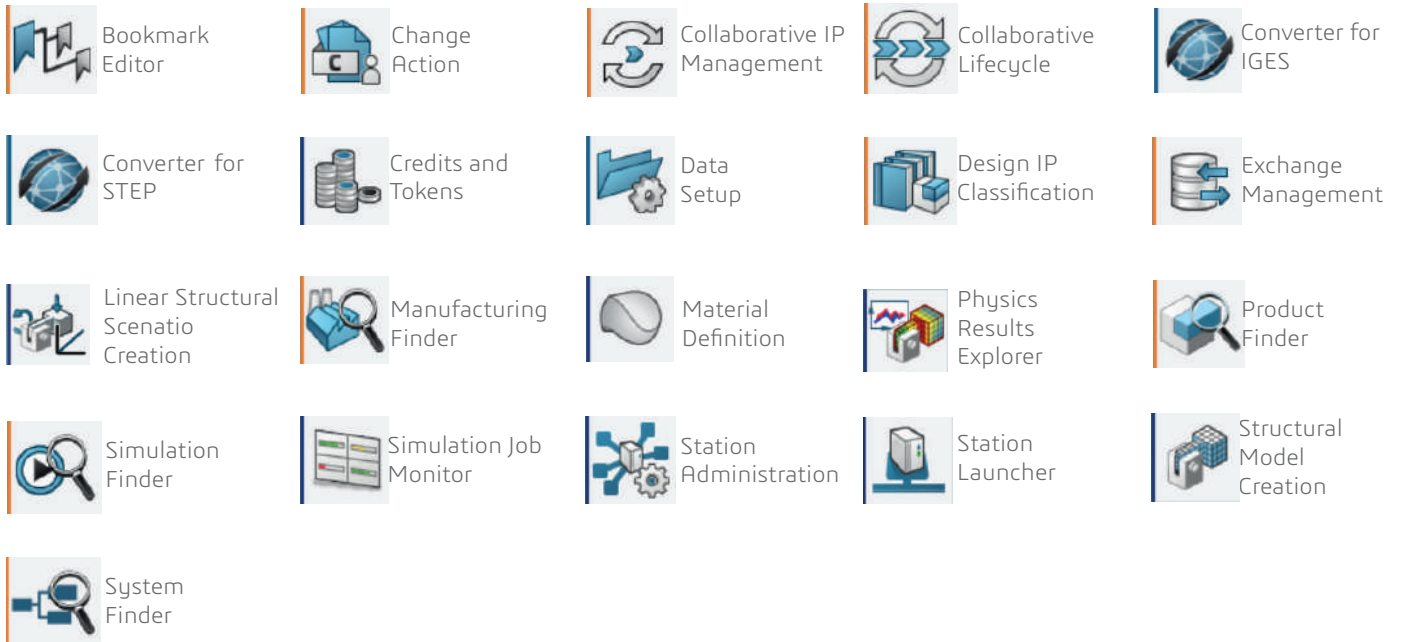 Bookmark
Editor
Change
Action
Collaborative IP
Management
Collaborative
Lifecycle
Converter for
IGES
Converter for
STEP
Credits and
Tokens
Data
Setup
Design IP
Classification
Exchange
Management
Linear Structural
Scenatio
Creation
Manufacturing
Finder
Material
Definition
Physics
Results
Explorer
Product
Finder
Simulation
Finder
Simulation Job
Monitor
Station
Administration
Station
Launcher
Structural
Model
Creation
System
Finder
C